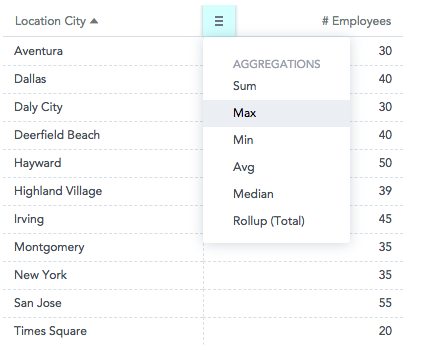 Location City # Employees
Aventura 30
AGGREGATIONS
Sum
Dallas 40
Max
Daly City 30
Min
Deerfield Beach 40
Avg
Hayward 50
Median
Highland Village 39
Rollup (Total)
Irving 45
Montgomery 35
New York 35
San Jose 55
Times Square 20